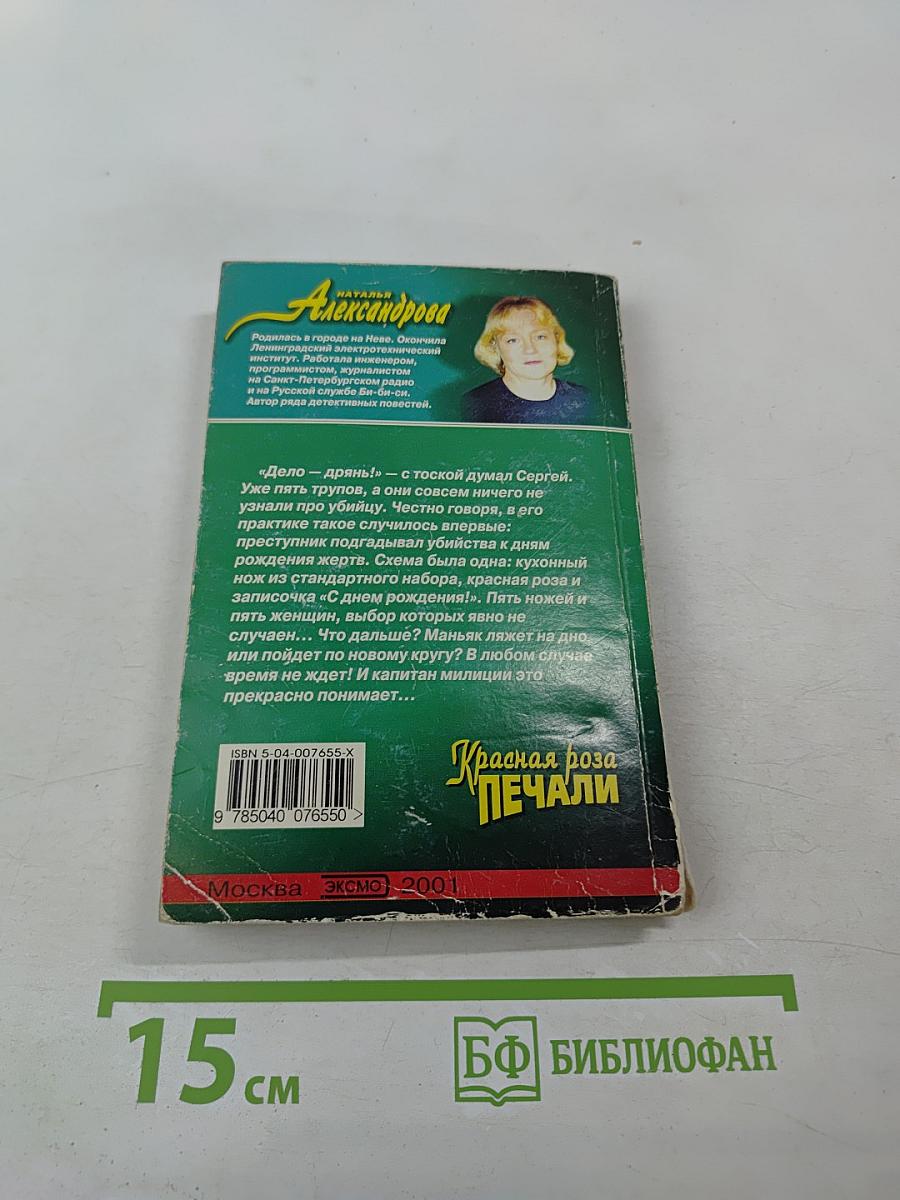 НАТАЛЬЯ
Александрова
Родилась в городе на Неве. Окончила
Ленинградский электротехнический
институт. Работала инженером,
программистом, журналистом
на Санкт-Петербургском радио
и на Русской службе Би-би-си.
Автор ряда детективных повестей.
«Дело — дрянь!» — с тоской думал Сергей.
Уже пять трупов, а они совсем ничего не
узнали про убийцу. Честно говоря, в его
практике такое случилось впервые:
преступник подгадывал убийства к дням
рождения жертв. Схема была одна: кухонный
нож из стандартного набора, красная роза и
записочка «С днем рождения!». Пять ножей и
пять женщин, выбор которых явно не
случаен... Что дальше? Маньяк ляжет на дно
или пойдет по новому кругу? В любом случае
время не ждет! И капитан милиции это
прекрасно понимает...
ISBN 5-04-007655-X
9 785040 076550 >
Красная роза
ПЕЧАЛИ
Москва ЭКСМО 2001
15 см
БФ БИБЛИОФАН